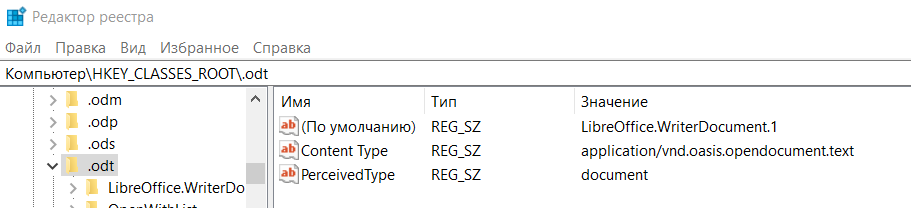 Редактор реестра
Файл Правка Вид Избранное Справка
Компьютер\HKEY_CLASSES_ROOT\.odt
.odm
.odp
.ods
.odt
LibreOffice.WriterDo
OpenWithList
Имя Тип Значение
(По умолчанию) REG_SZ LibreOffice.WriterDocument.1
Content Type REG_SZ application/vnd.oasis.opendocument.text
PerceivedType REG_SZ document